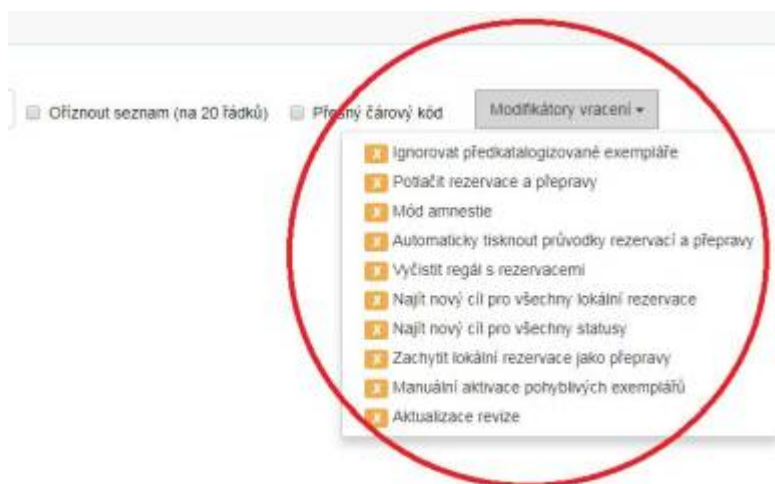 Oříznout seznam (na 20 řádků) Přesný čárový kód Modifikátory vracení
Ignorovat předkatalogizované exempláře
Potlačit rezervace a přepravy
Mód amnestie
Automaticky tisknout průvodky rezervací a přepravy
Vyčistit regál s rezervacemi
Najít nový cíl pro všechny lokální rezervace
Najít nový cíl pro všechny statusy
Zachytit lokální rezervace jako přepravy
Manuální aktivace pohyblivých exemplářů
Aktualizace revize